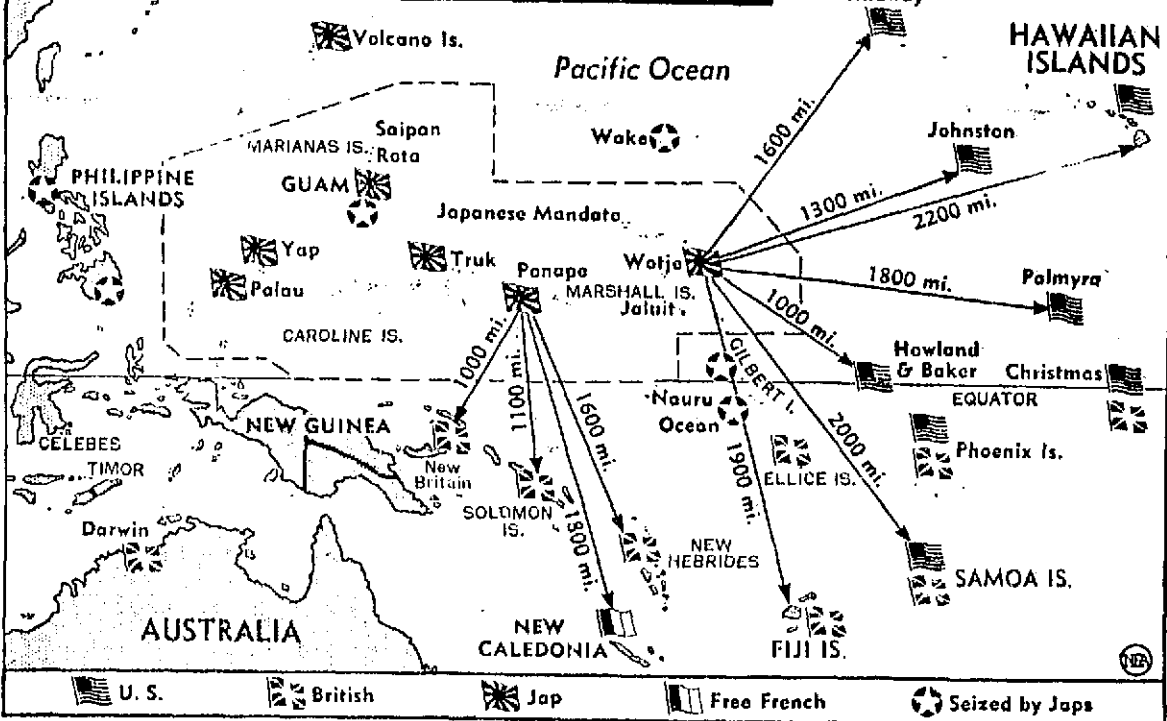 Volcano Is.
Pacific Ocean
HAWAIIAN
ISLANDS
1600 mi.
Wake
Johnston
Saipan
MARIANAS IS.
Rota
GUAM
PHILIPPINE
ISLANDS
Japanese Mandate
1300 mi.
2200 mi.
Yap
Truk
Palau
Panape
Wotje
MARSHALL IS.
Jaluit
1800 mi.
Palmyra
1000 mi.
CAROLINE IS.
1000 mi.
1100 mi.
1600 mi.
1800 mi.
GILBERT I.
Howland
& Baker
Christmas
EQUATOR
Nauru
Ocean
1900 mi.
2000 mi.
Phoenix Is.
ELLICE IS.
CELEBES
TIMOR
NEW GUINEA
New
Britain
SOLOMON
IS.
NEW
HEBRIDES
Darwin
SAMOA IS.
AUSTRALIA
NEW
CALEDONIA
FIJI IS.
NEA
U. S.
British
Jap
Free French
Seized by Japs